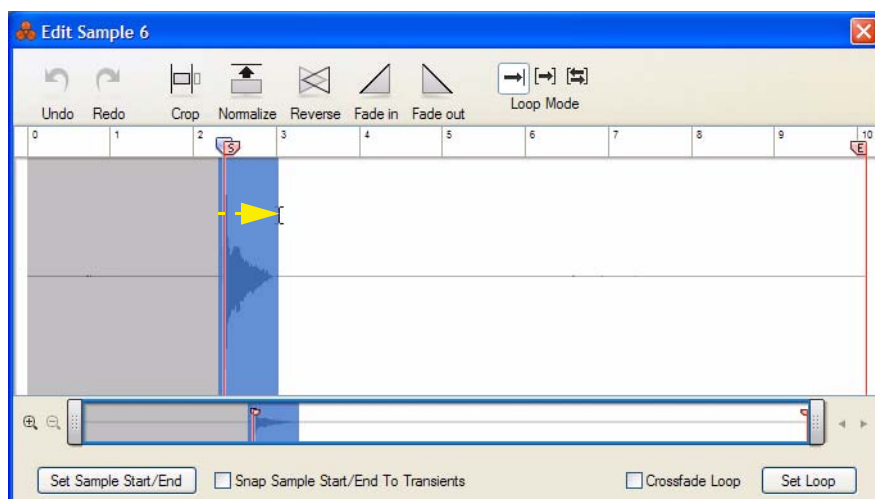 Edit Sample 6
Undo Redo Crop Normalize Reverse Fade in Fade out Loop Mode
0 1 2 3 4 5 6 7 8 9 10
S E
Set Sample Start/End Snap Sample Start/End To Transients Crossfade Loop Set Loop